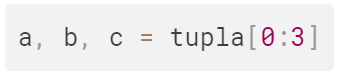 a, b, c = tupla[0:3]